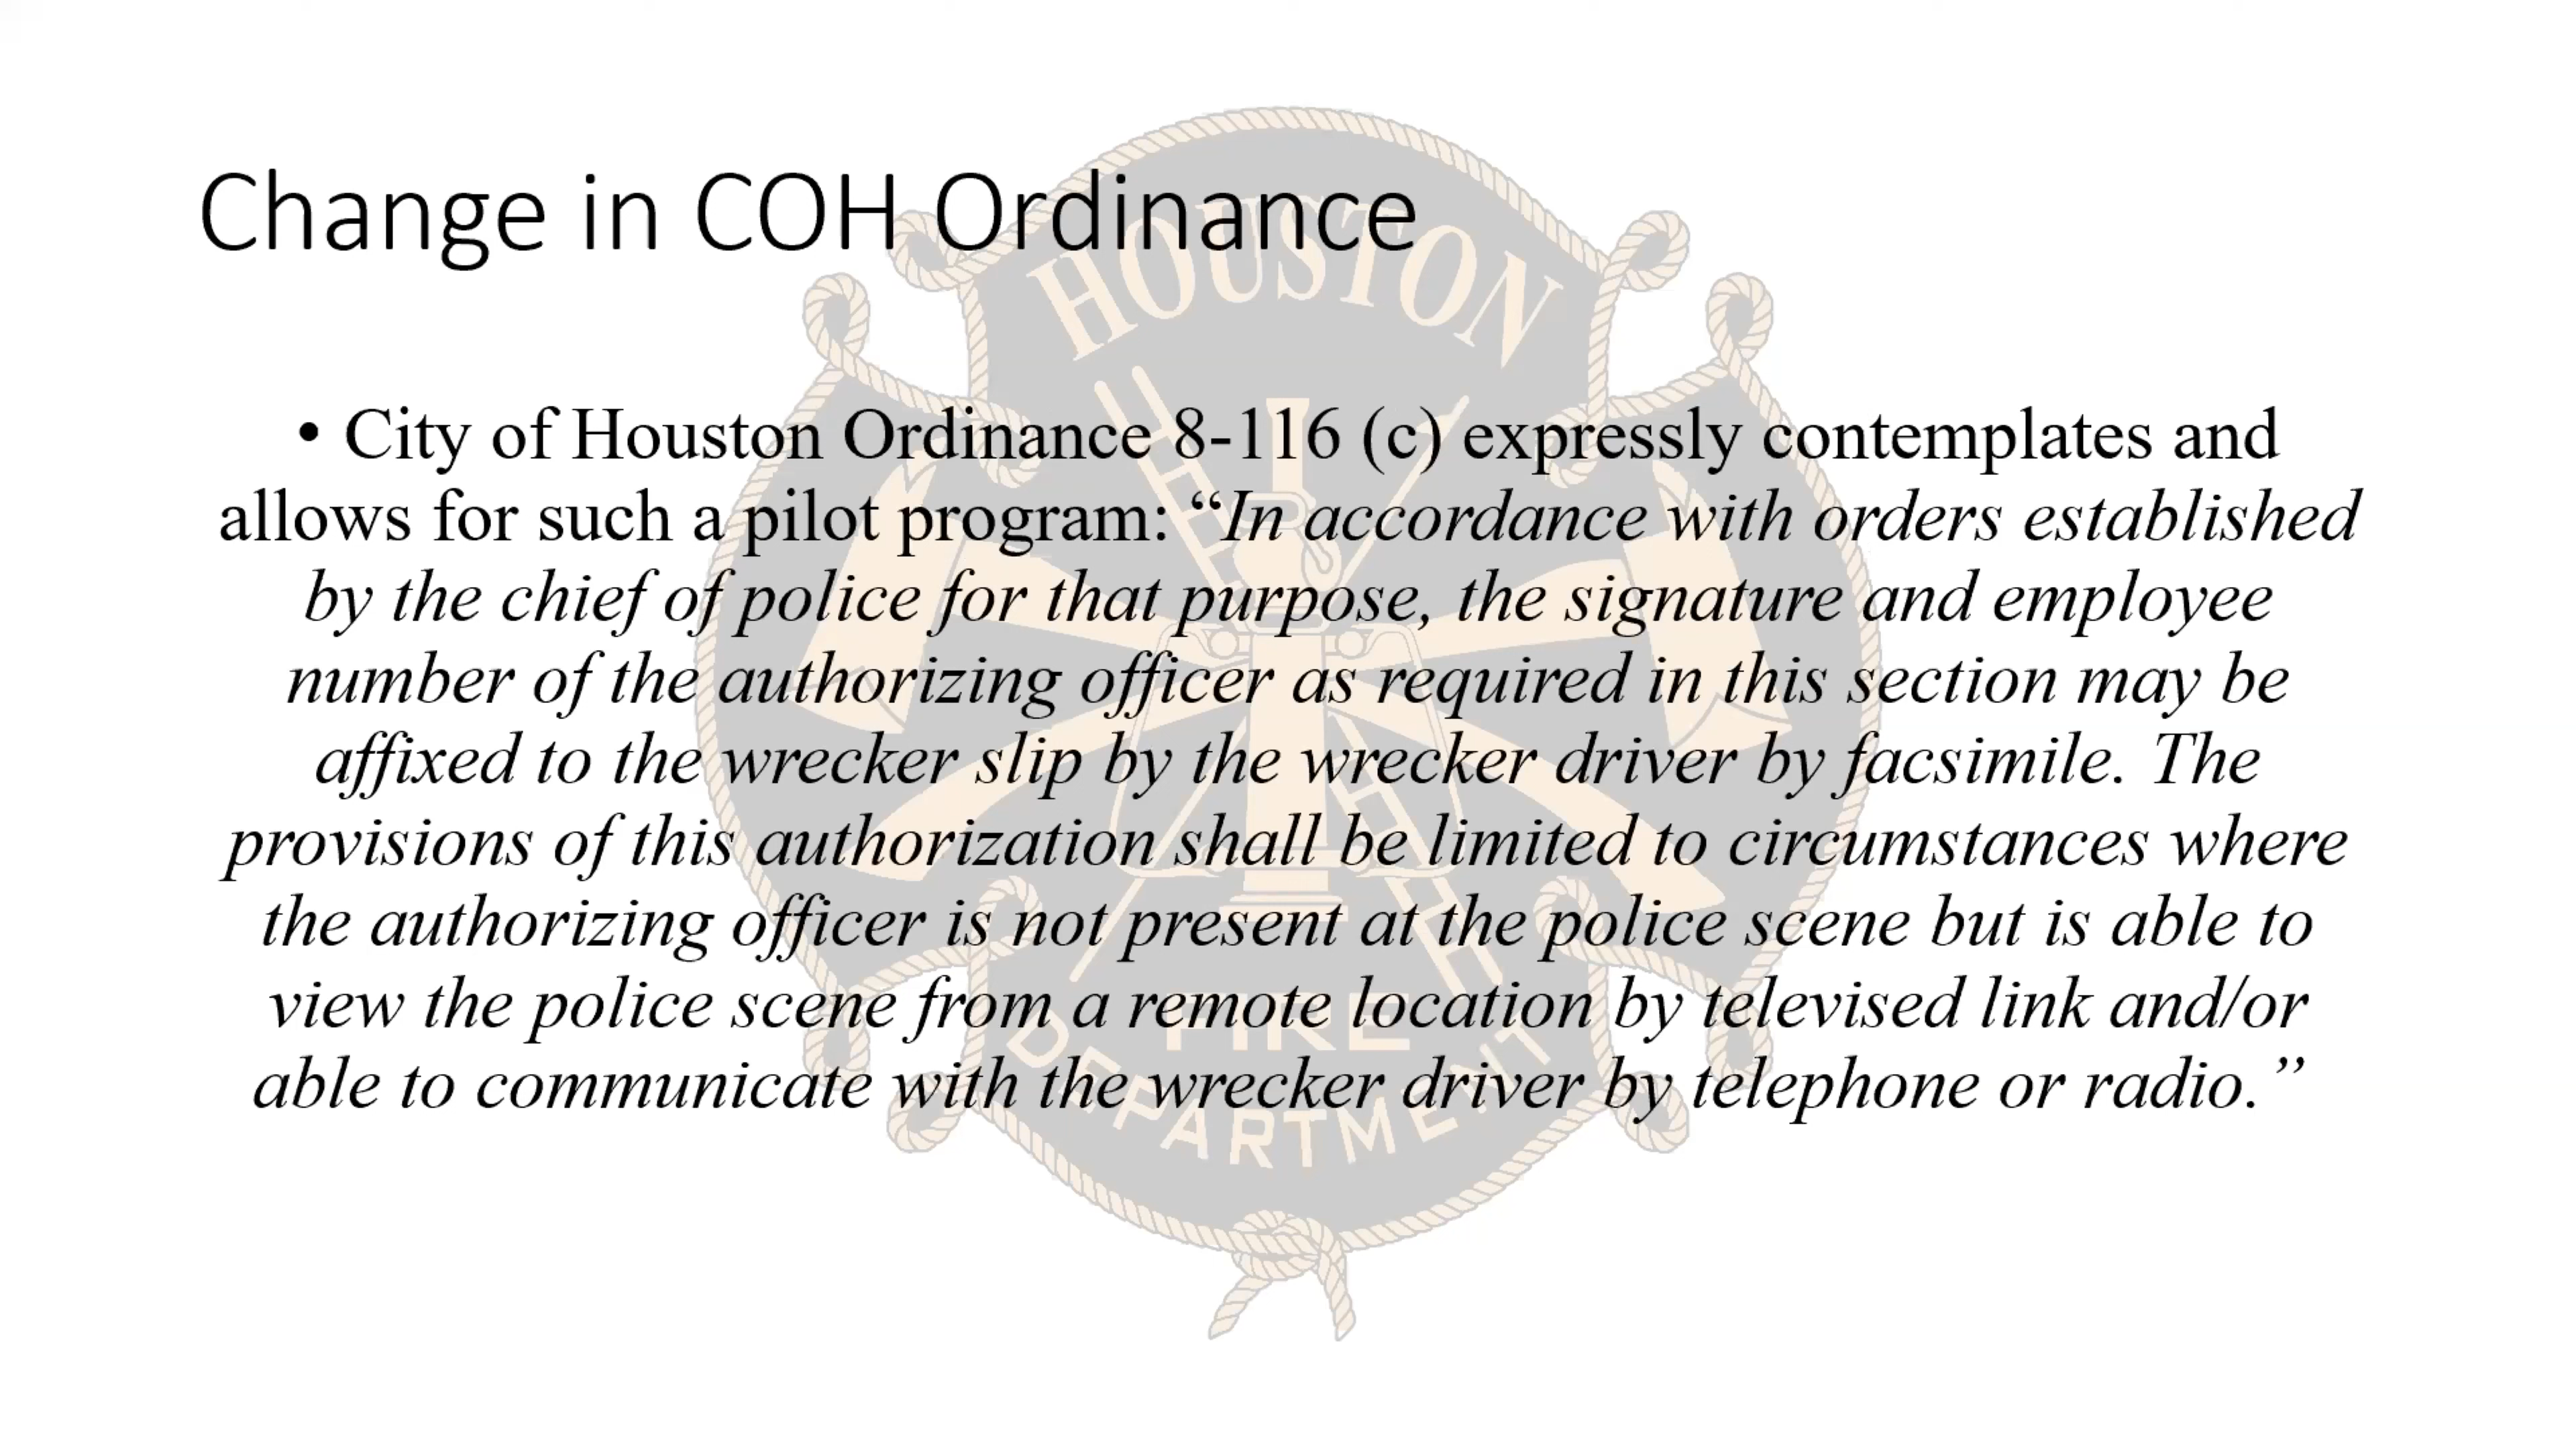 Change in COH Ordinance
HOUSTON
• City of Houston Ordinance 8-116 (c) expressly contemplates and
allows for such a pilot program: “In accordance with orders established
by the chief of police for that purpose, the signature and employee
number of the authorizing officer as required in this section may be
affixed to the wrecker slip by the wrecker driver by facsimile. The
provisions of this authorization shall be limited to circumstances where
the authorizing officer is not present at the police scene but is able to
view the police scene from a remote location by televised link and/or
able to communicate with the wrecker driver by telephone or radio.”
FIRE
DEPARTMENT